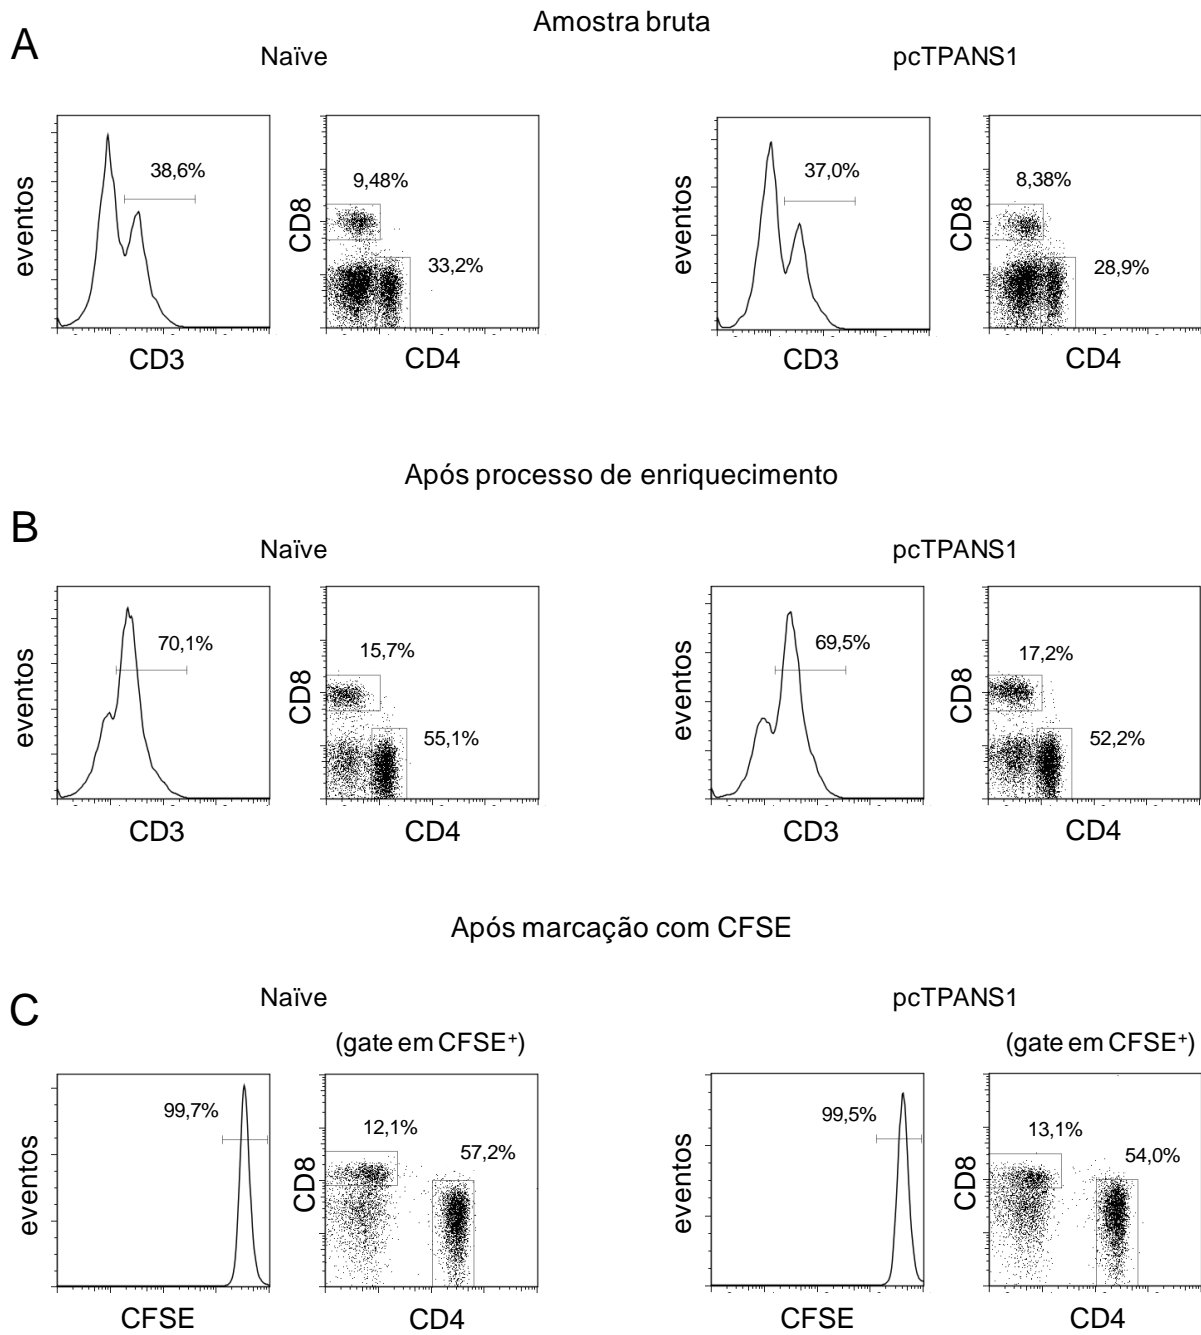 Amostra bruta
A
Naïve
pcTPANS1
eventos
38,6%
CD3
CD8
9,48%
33,2%
CD4
eventos
37,0%
CD3
CD8
8,38%
28,9%
CD4
Após processo de enriquecimento
B
Naïve
pcTPANS1
eventos
70,1%
CD3
CD8
15,7%
55,1%
CD4
eventos
69,5%
CD3
CD8
17,2%
52,2%
CD4
Após marcação com CFSE
C
Naïve
pcTPANS1
(gate em CFSE⁺)
(gate em CFSE⁺)
eventos
99,7%
CFSE
CD8
12,1%
57,2%
CD4
eventos
99,5%
CFSE
CD8
13,1%
54,0%
CD4